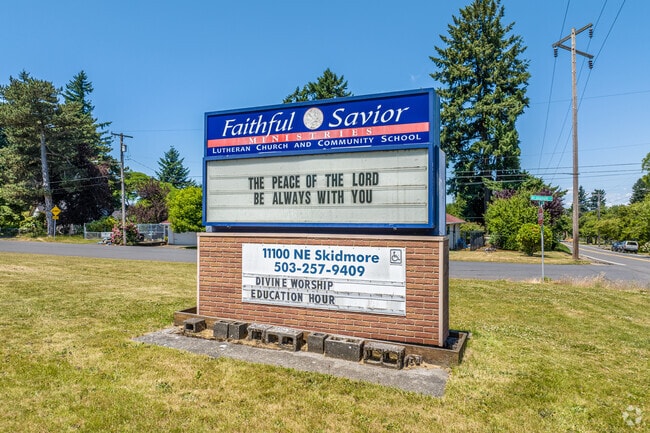 Faithful Savior
MINISTRIES
LUTHERAN CHURCH AND COMMUNITY SCHOOL
THE PEACE OF THE LORD
BE ALWAYS WITH YOU
11100 NE Skidmore
503-257-9409
DIVINE WORSHIP
EDUCATION HOUR